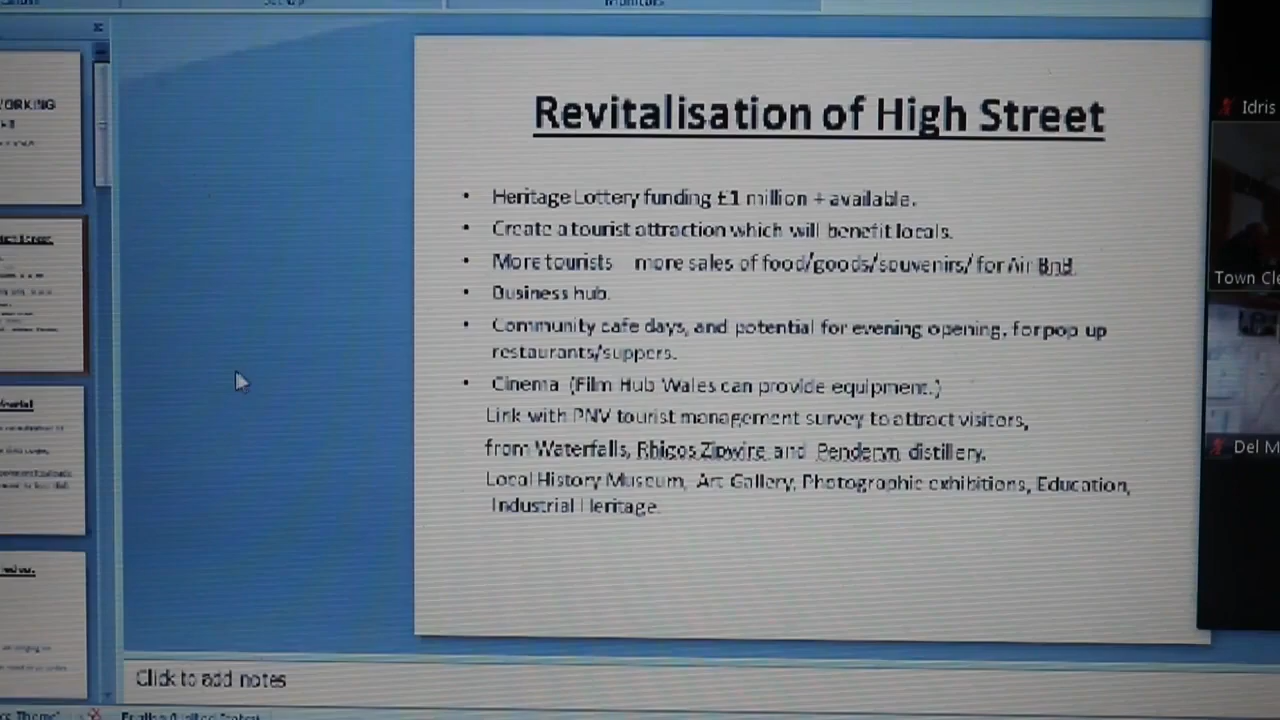 Revitalisation of High Street
• Heritage Lottery funding £1 million + available.
• Create a tourist attraction which will benefit locals.
• More tourists more sales of food/goods/souvenirs/ for Air BnB.
• Business hub.
• Community cafe days, and potential for evening opening, for pop up
restaurants/suppers.
• Cinema (Film Hub Wales can provide equipment.)
Link with PNV tourist management survey to attract visitors,
from Waterfalls, Rhigos Zipwire and Penderyn distillery.
Local History Museum, Art Gallery, Photographic exhibitions, Education,
Industrial Heritage.
Click to add notes
Idris
Town Cle
Del M